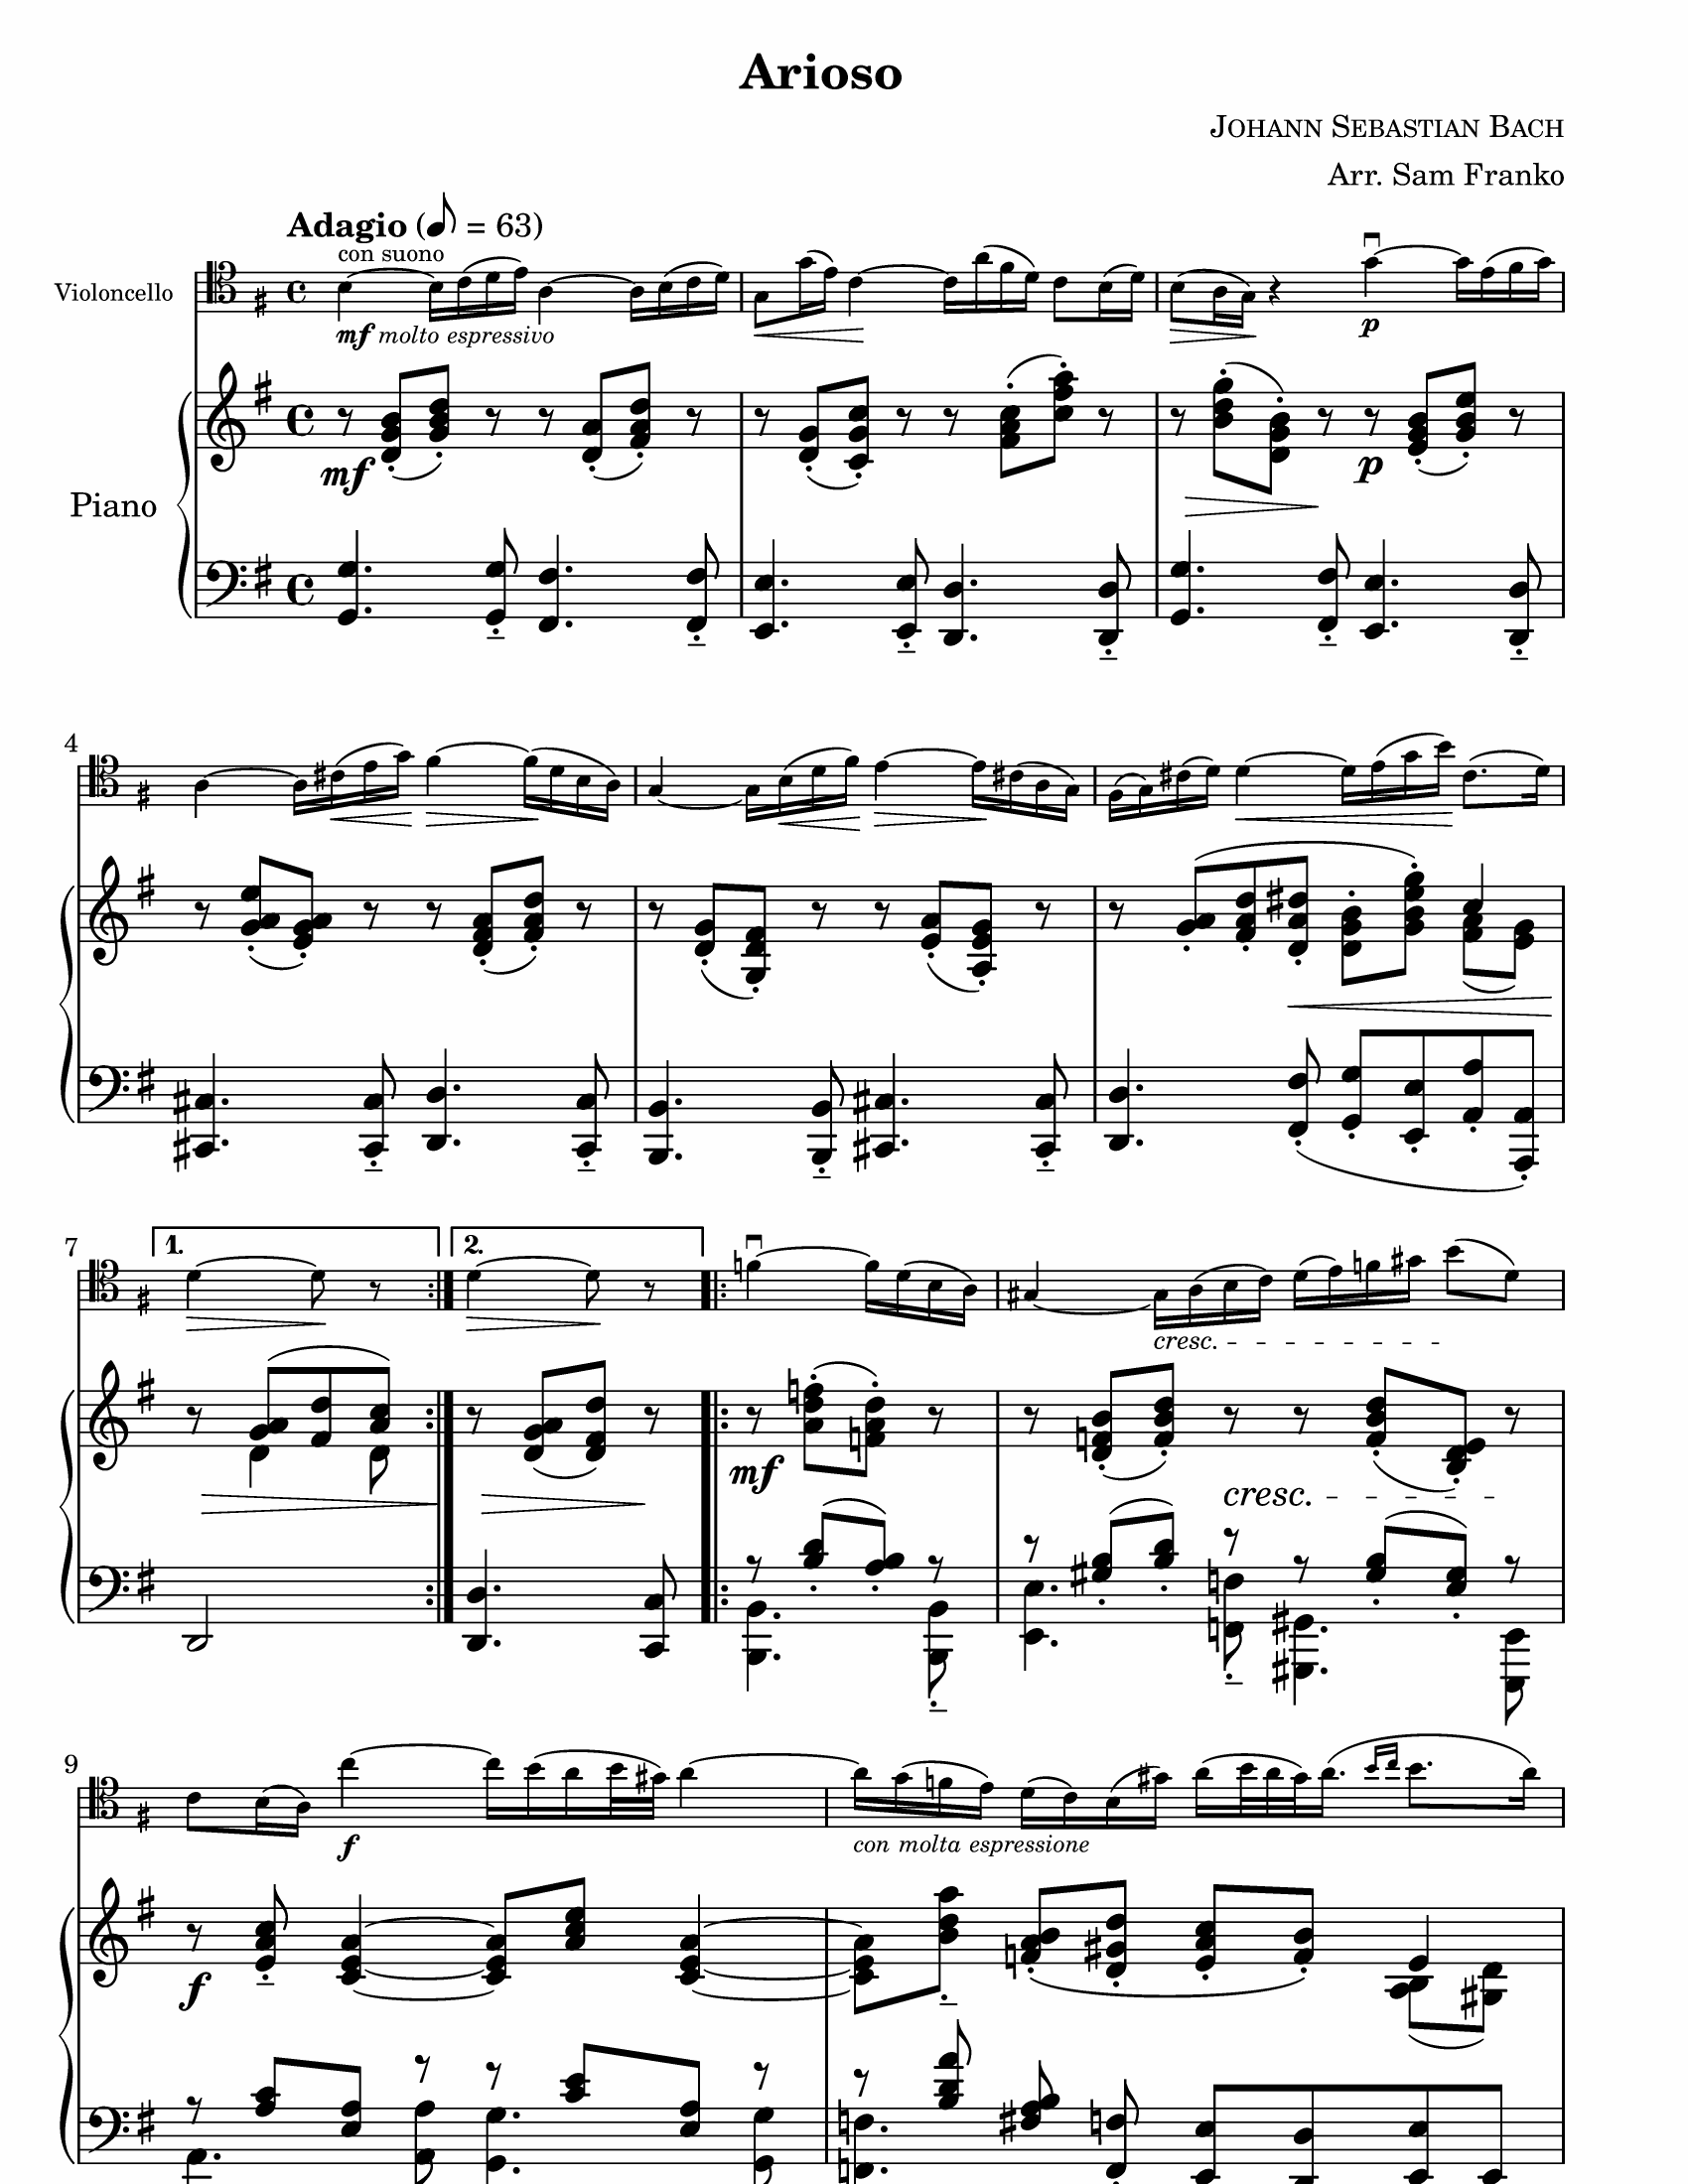 Arioso
JOHANN SEBASTIAN BACH
Arr. Sam Franko
Adagio (♪ = 63)
con suono
Violoncello
mf molto espressivo
p
mf
p
Piano
4
7
1.
2.
cresc.
mf
cresc.
9
f
con molta espressione
f